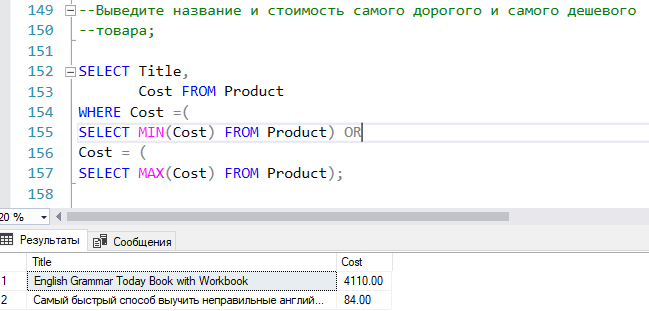 149 --Выведите название и стоимость самого дорогого и самого дешевого
150 --товара;
151
152 SELECT Title,
153 Cost FROM Product
154 WHERE Cost =(
155 SELECT MIN(Cost) FROM Product) OR
156 Cost = (
157 SELECT MAX(Cost) FROM Product);
158
20 %
Результаты Сообщения
Title Cost
1 English Grammar Today Book with Workbook 4110.00
2 Самый быстрый способ выучить неправильные англий... 84.00